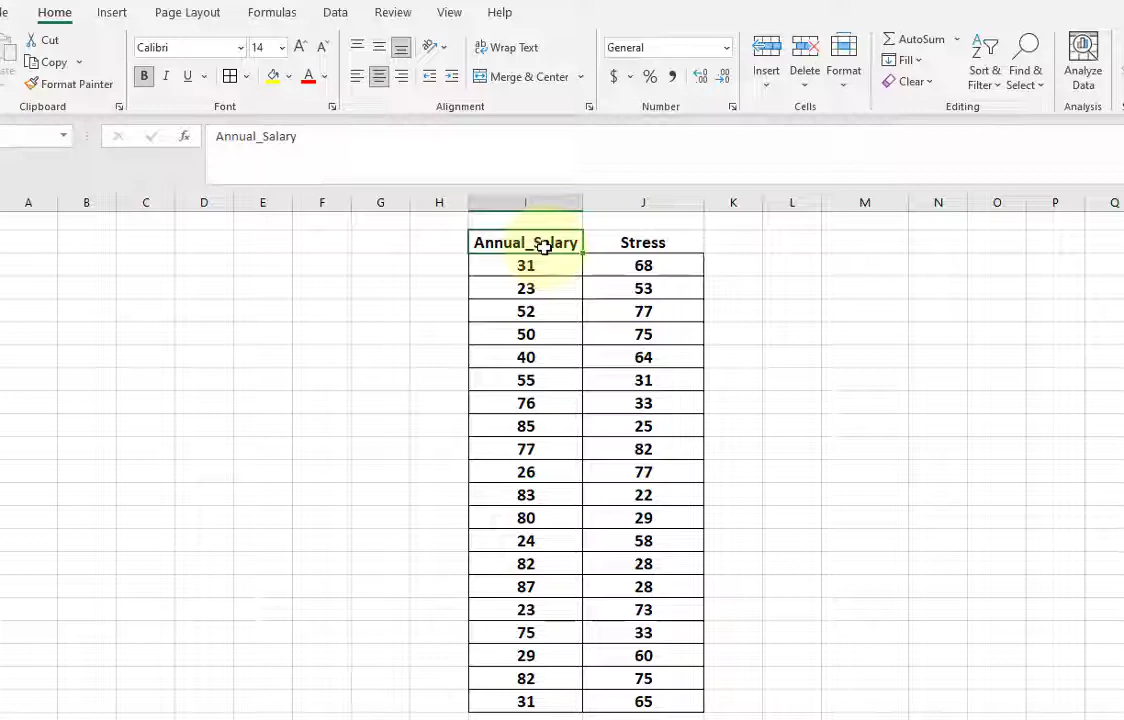 Home Insert Page Layout Formulas Data Review View Help
Cut
Copy
Format Painter
Clipboard
Calibri 14 A A
B I U A
Font
ab Wrap Text
Merge & Center
Alignment
General
$ % 9
Number
Insert Delete Format
Cells
AutoSum
Fill
Clear
Sort & Filter
Find & Select
Editing
Analyze Data
Analysis
fx Annual_Salary
A B C D E F G H I J K L M N O P Q
Annual_Salary Stress
31 68
23 53
52 77
50 75
40 64
55 31
76 33
85 25
77 82
26 77
83 22
80 29
24 58
82 28
87 28
23 73
75 33
29 60
82 75
31 65